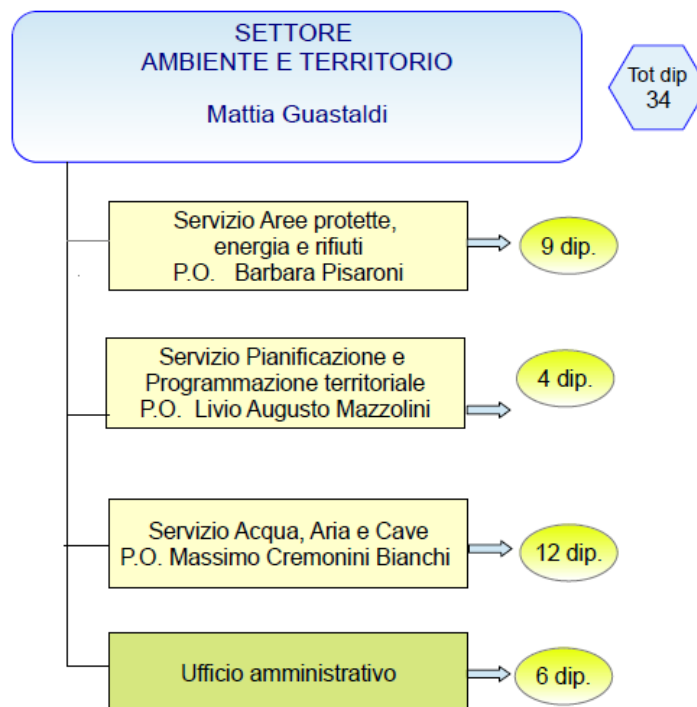 SETTORE
AMBIENTE E TERRITORIO
Mattia Guastaldi
Tot dip
34
Servizio Aree protette,
energia e rifiuti
P.O. Barbara Pisaroni
9 dip.
Servizio Pianificazione e
Programmazione territoriale
P.O. Livio Augusto Mazzolini
4 dip.
Servizio Acqua, Aria e Cave
P.O. Massimo Cremonini Bianchi
12 dip.
Ufficio amministrativo
6 dip.